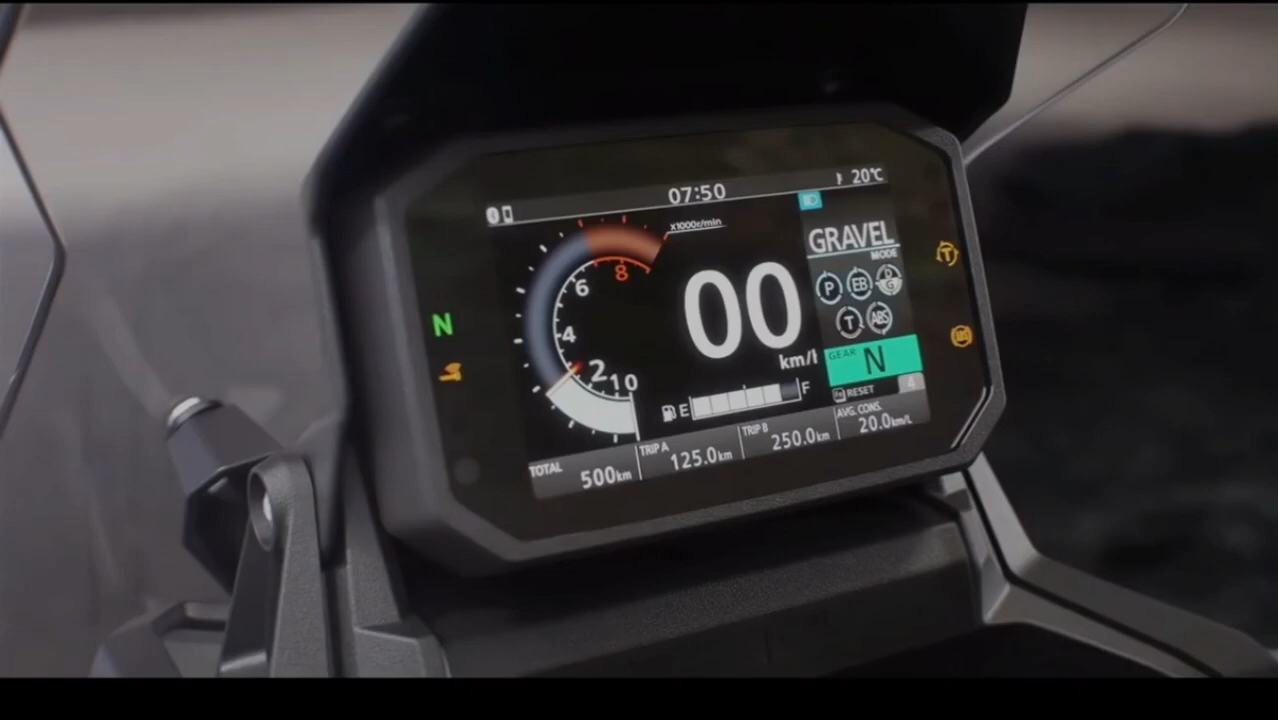 07:50
20℃
x1000r/min
GRAVEL
MODE
8
6
4
2
10
00
km/h
P EB D G
T ABS
N
GEAR N
E F
RESET 4
TOTAL 500km
TRIP A 125.0km
TRIP B 250.0km
AVG. CONS. 20.0km/L
T